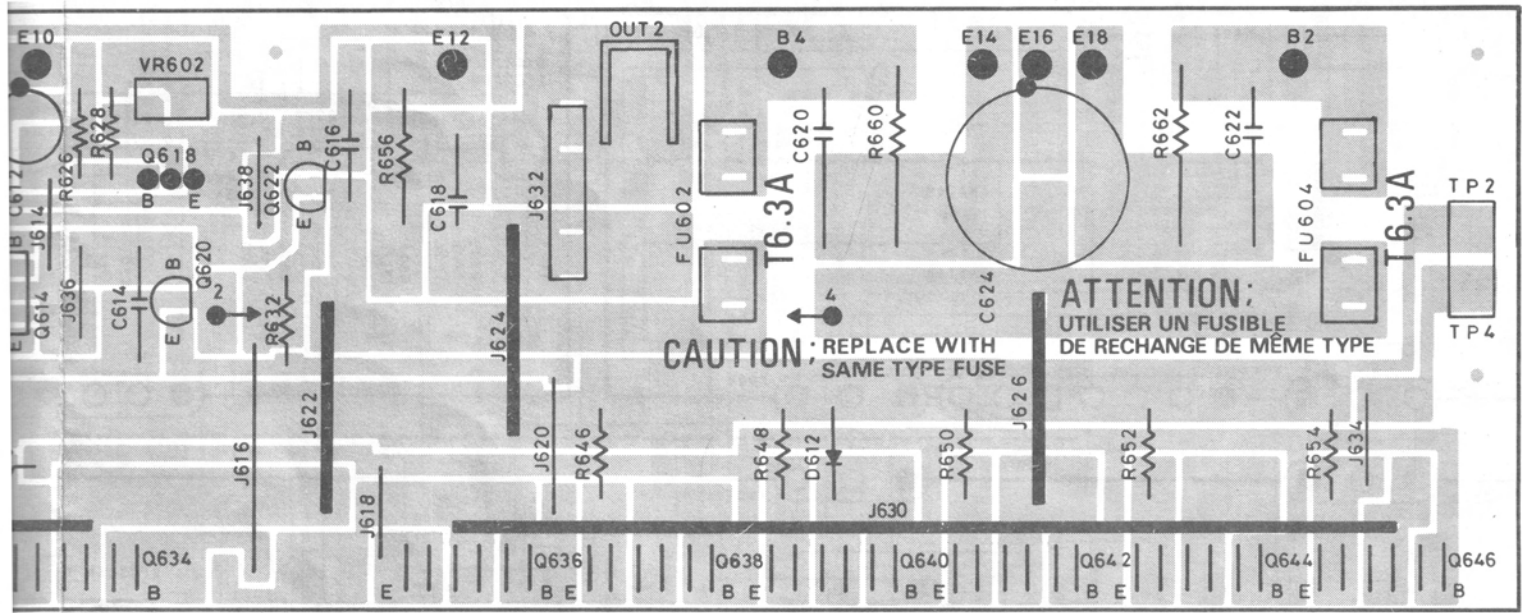 E10
E12
OUT 2
B4
E14
E16
E18
B2
VR602
R626
R628
C612
J614
Q618
B
E
J638
Q622
B
E
C616
R656
C618
J632
FU602
T6.3A
C620
R660
R662
C622
FU604
T6.3A
TP2
TP4
B
E
Q614
J636
C614
B
E
Q620
2
R632
J624
4
C624
ATTENTION;
UTILISER UN FUSIBLE
DE RECHANGE DE MÊME TYPE
CAUTION; REPLACE WITH
SAME TYPE FUSE
J616
J622
J618
J620
R646
R648
D612
R650
J626
R652
R654
J634
J630
Q634
B
E
Q636
B E
Q638
B E
Q640
B E
Q642
B E
Q644
B E
Q646
B